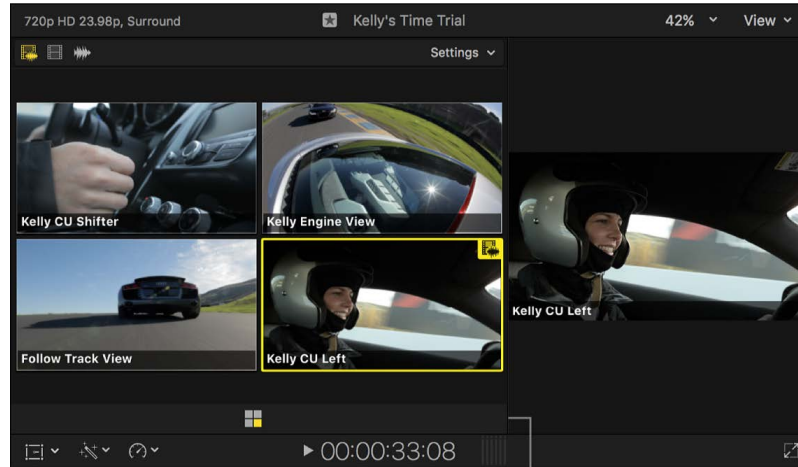 720p HD 23.98p, Surround
Kelly's Time Trial
42%
View
Settings
Kelly CU Shifter
Kelly Engine View
Follow Track View
Kelly CU Left
Kelly CU Left
00:00:33:08